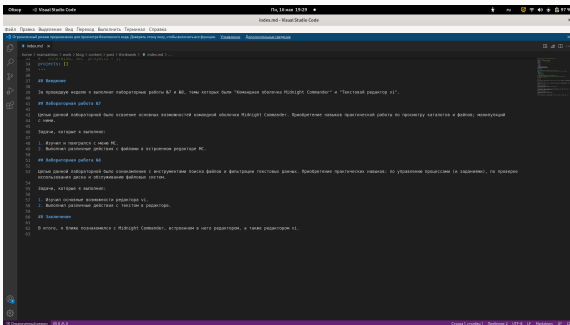 Обзор Visual Studio Code Пн, 16 мая 19:29 97 %
index.md - Visual Studio Code
Файл Правка Выделение Вид Переход Выполнить Терминал Справка
index.md
projects: []
---
## Введение
За прошедшую неделю я выполнил лабораторные работы №7 и №8, темы которых были "Командная оболочка Midnight Commander" и "Текстовой редактор vi".
## Лабораторная работа №7
Целью данной лабораторной было освоение основных возможностей командной оболочки Midnight Commander. Приобретение навыков практической работы по просмотру каталогов и файлов; манипуляций
с ними.
Задачи, которые я выполнил:
1. Изучил и поигрался с меню MC.
2. Выполнил различные действия с файлами и встроенном редакторе MC.
## Лабораторная работа №8
Целью данной лабораторной было ознакомление с инструментами поиска файлов и фильтрации текстовых данных. Приобретение практических навыков: по управлению процессами (и заданиями), по проверке
использования диска и обслуживанию файловых систем.
Задачи, которые я выполнил:
1. Изучил основные возможности редактора vi.
2. Выполнил различные действия с текстом в редакторе.
## Заключение
В итоге, я ближе познакомился с Midnight Commander, встроенным в него редактором, а также редактором vi.